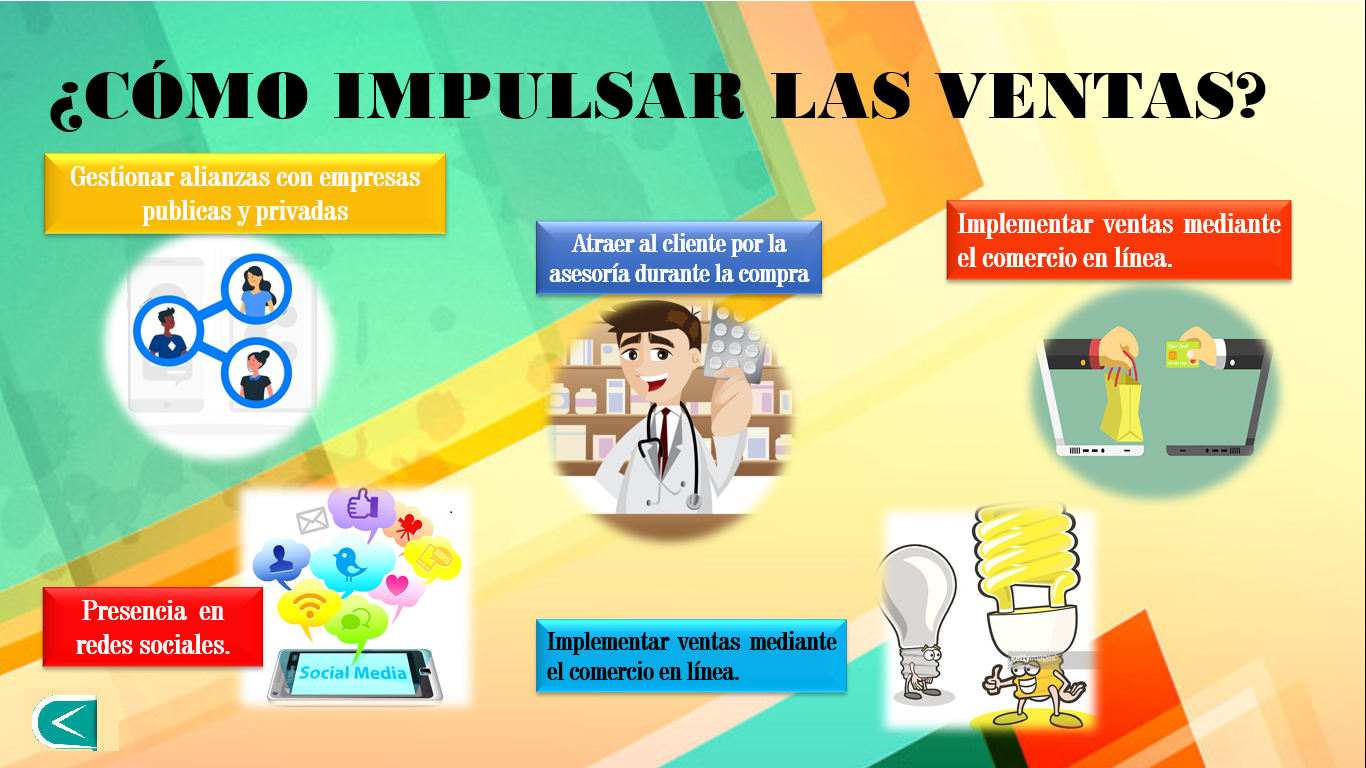 ¿CÓMO IMPULSAR LAS VENTAS?
Gestionar alianzas con empresas
publicas y privadas
Atraer al cliente por la
asesoría durante la compra
Implementar ventas mediante
el comercio en línea.
SMS
Social Media
Presencia en
redes sociales.
Implementar ventas mediante
el comercio en línea.
gettyimages